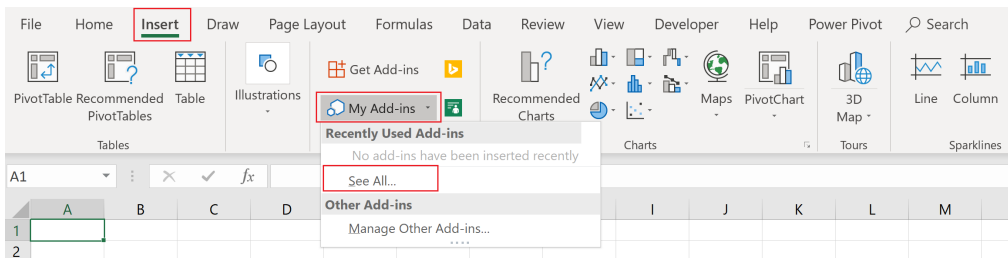 File Home Insert Draw Page Layout Formulas Data Review View Developer Help Power Pivot Search
Get Add-ins
PivotTable Recommended PivotTables Table
Illustrations
My Add-ins
Recommended Charts
Maps PivotChart
3D Map
Line Column
Tables
Charts
Tours
Sparklines
Recently Used Add-ins
No add-ins have been inserted recently
See All...
Other Add-ins
Manage Other Add-ins...
A1 fx
A B C D I J K L M
1
2